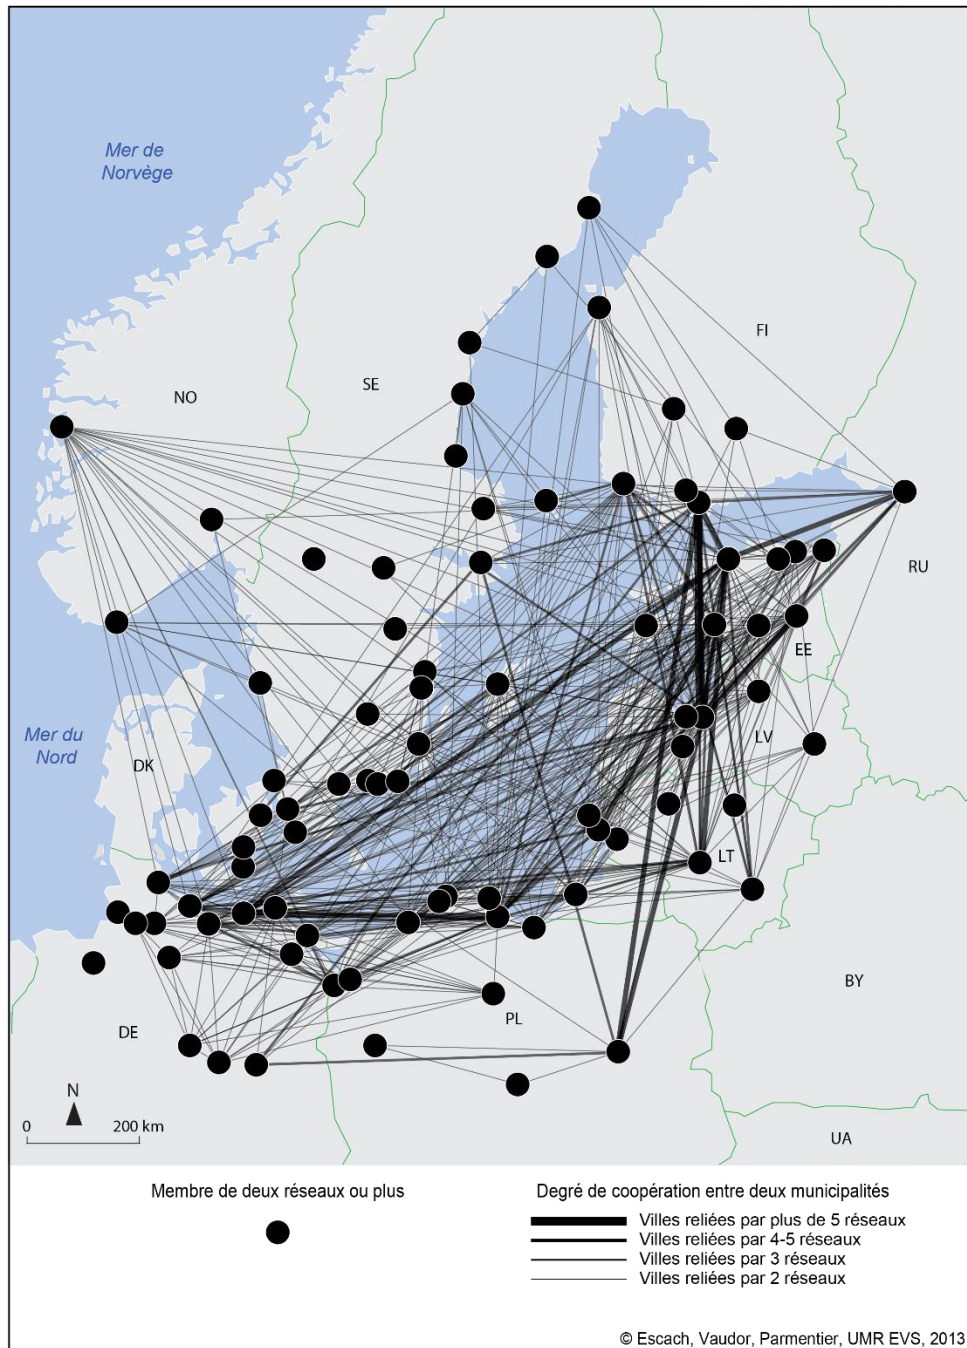 Mer de
Norvège
FI
NO
SE
RU
EE
Mer du
Nord
LV
DK
LT
BY
PL
DE
N
0 200 km
UA
Membre de deux réseaux ou plus
Degré de coopération entre deux municipalités
Villes reliées par plus de 5 réseaux
Villes reliées par 4-5 réseaux
Villes reliées par 3 réseaux
Villes reliées par 2 réseaux
© Escach, Vaudor, Parmentier, UMR EVS, 2013